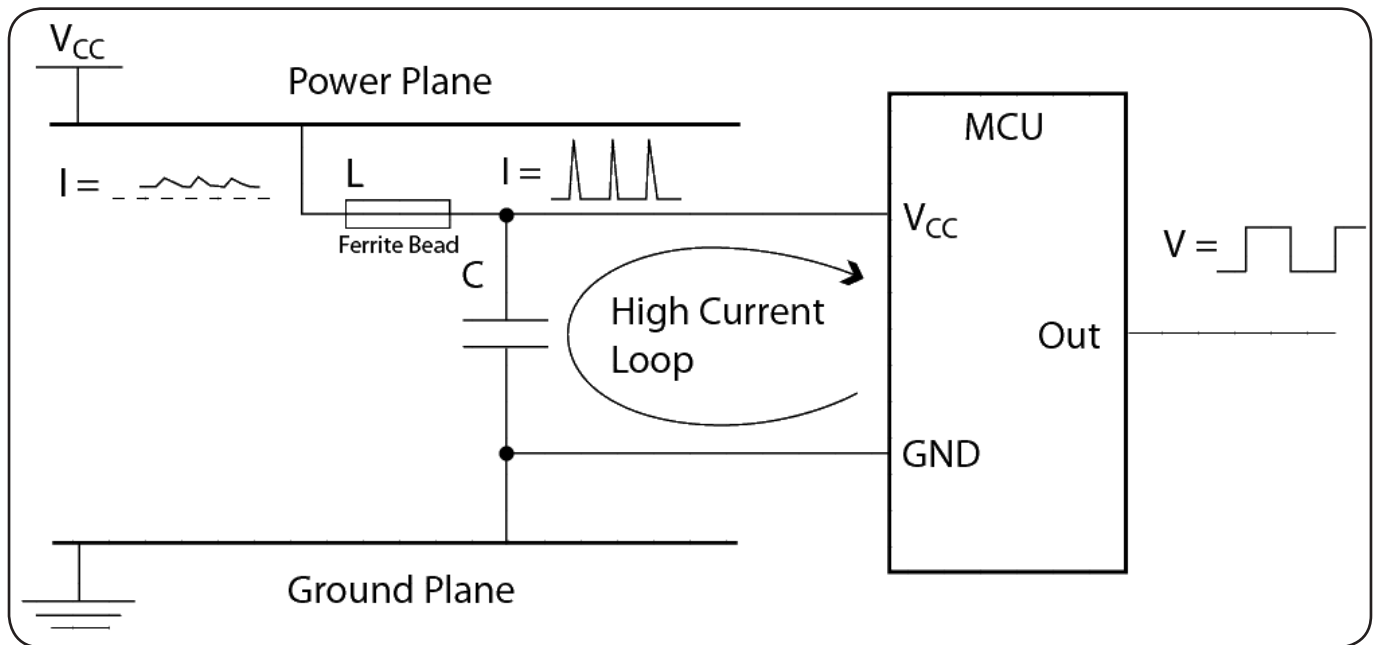 VCC
Power Plane
MCU
I =
L
I =
Ferrite Bead
VCC
V =
C
High Current
Loop
Out
GND
Ground Plane